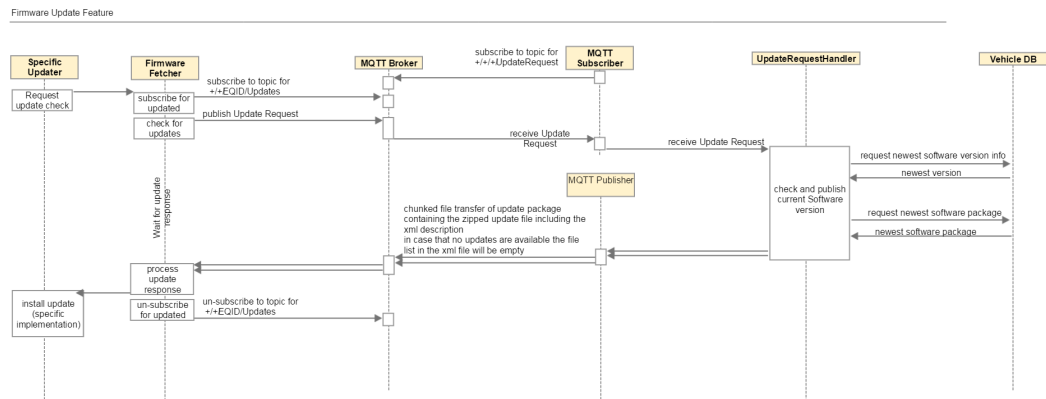 Firmware Update Feature
Specific
Updater
Firmware
Fetcher
MQTT Broker
subscribe to topic for
+/+/+/UpdateRequest
MQTT
Subscriber
UpdateRequestHandler
Vehicle DB
Request
update check
subscribe for
updated
subscribe to topic for
+/+EQID/Updates
check for
updates
publish Update Request
receive Update
Request
receive Update Request
request newest software version info
newest version
check and publish
current Software
version
request newest software package
newest software package
MQTT Publisher
Wait for update
response
chunked file transfer of update package
containing the zipped update file including the
xml description
in case that no updates are available the file
list in the xml file will be empty
process
update
response
install update
(specific
implementation)
un-subscribe
for updated
un-subscribe to topic for
+/+EQID/Updates